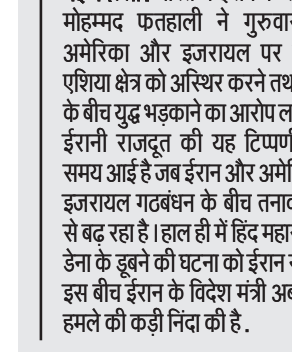 मोहम्मद फतहाली ने गुरुवार
अमेरिका और इजरायल पर
एशिया क्षेत्र को अस्थिर करने तथ
के बीच युद्ध भड़काने का आरोप ल
ईरानी राजदूत की यह टिप्पणी
समय आई है जब ईरान और अमेरि
इजरायल गठबंधन के बीच तनाव
से बढ़ रहा है। हाल ही में हिंद महा
डेना के डूबने की घटना को ईरान
इस बीच ईरान के विदेश मंत्री अब
हमले की कड़ी निंदा की है.